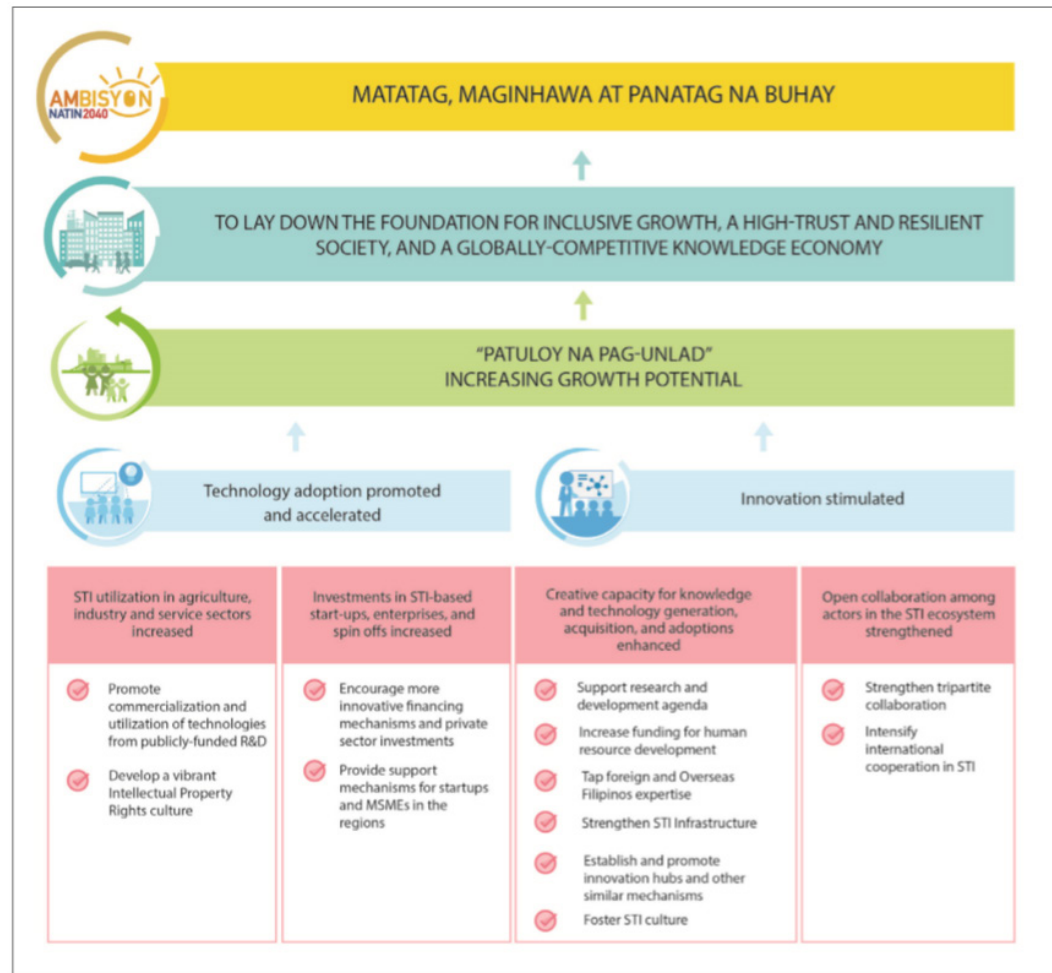 AMBISYON
NATIN2040
MATATAG, MAGINHAWA AT PANATAG NA BUHAY
TO LAY DOWN THE FOUNDATION FOR INCLUSIVE GROWTH, A HIGH-TRUST AND RESILIENT
SOCIETY, AND A GLOBALLY-COMPETITIVE KNOWLEDGE ECONOMY
“PATULOY NA PAG-UNLAD”
INCREASING GROWTH POTENTIAL
Technology adoption promoted
and accelerated
Innovation stimulated
STI utilization in agriculture,
industry and service sectors
increased
Promote
commercialization and
utilization of technologies
from publicly-funded R&D
Develop a vibrant
Intellectual Property
Rights culture
Investments in STI-based
start-ups, enterprises, and
spin offs increased
Encourage more
innovative financing
mechanisms and private
sector investments
Provide support
mechanisms for startups
and MSMEs in the
regions
Creative capacity for knowledge
and technology generation,
acquisition, and adoptions
enhanced
Support research and
development agenda
Increase funding for human
resource development
Tap foreign and Overseas
Filipinos expertise
Strengthen STI Infrastructure
Establish and promote
innovation hubs and other
similar mechanisms
Foster STI culture
Open collaboration among
actors in the STI ecosystem
strengthened
Strengthen tripartite
collaboration
Intensify
international
cooperation in STI